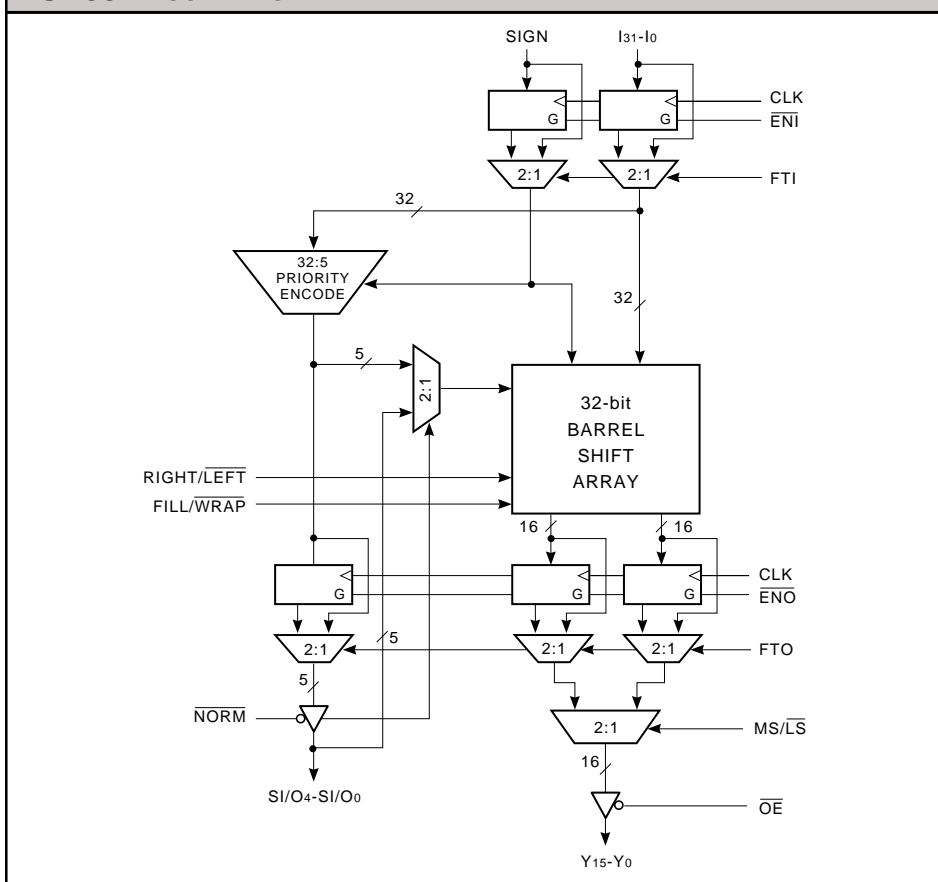 SIGN
I31-I0
CLK
G
G
ENI
2:1
2:1
FTI
32
32:5
PRIORITY
ENCODE
32
5
2:1
32-bit
BARREL
SHIFT
ARRAY
RIGHT/LEFT
FILL/WRAP
16
16
CLK
G
G
G
ENO
2:1
5
2:1
2:1
FTO
5
NORM
2:1
MS/LS
16
SI/O4-SI/O0
OE
Y15-Y0